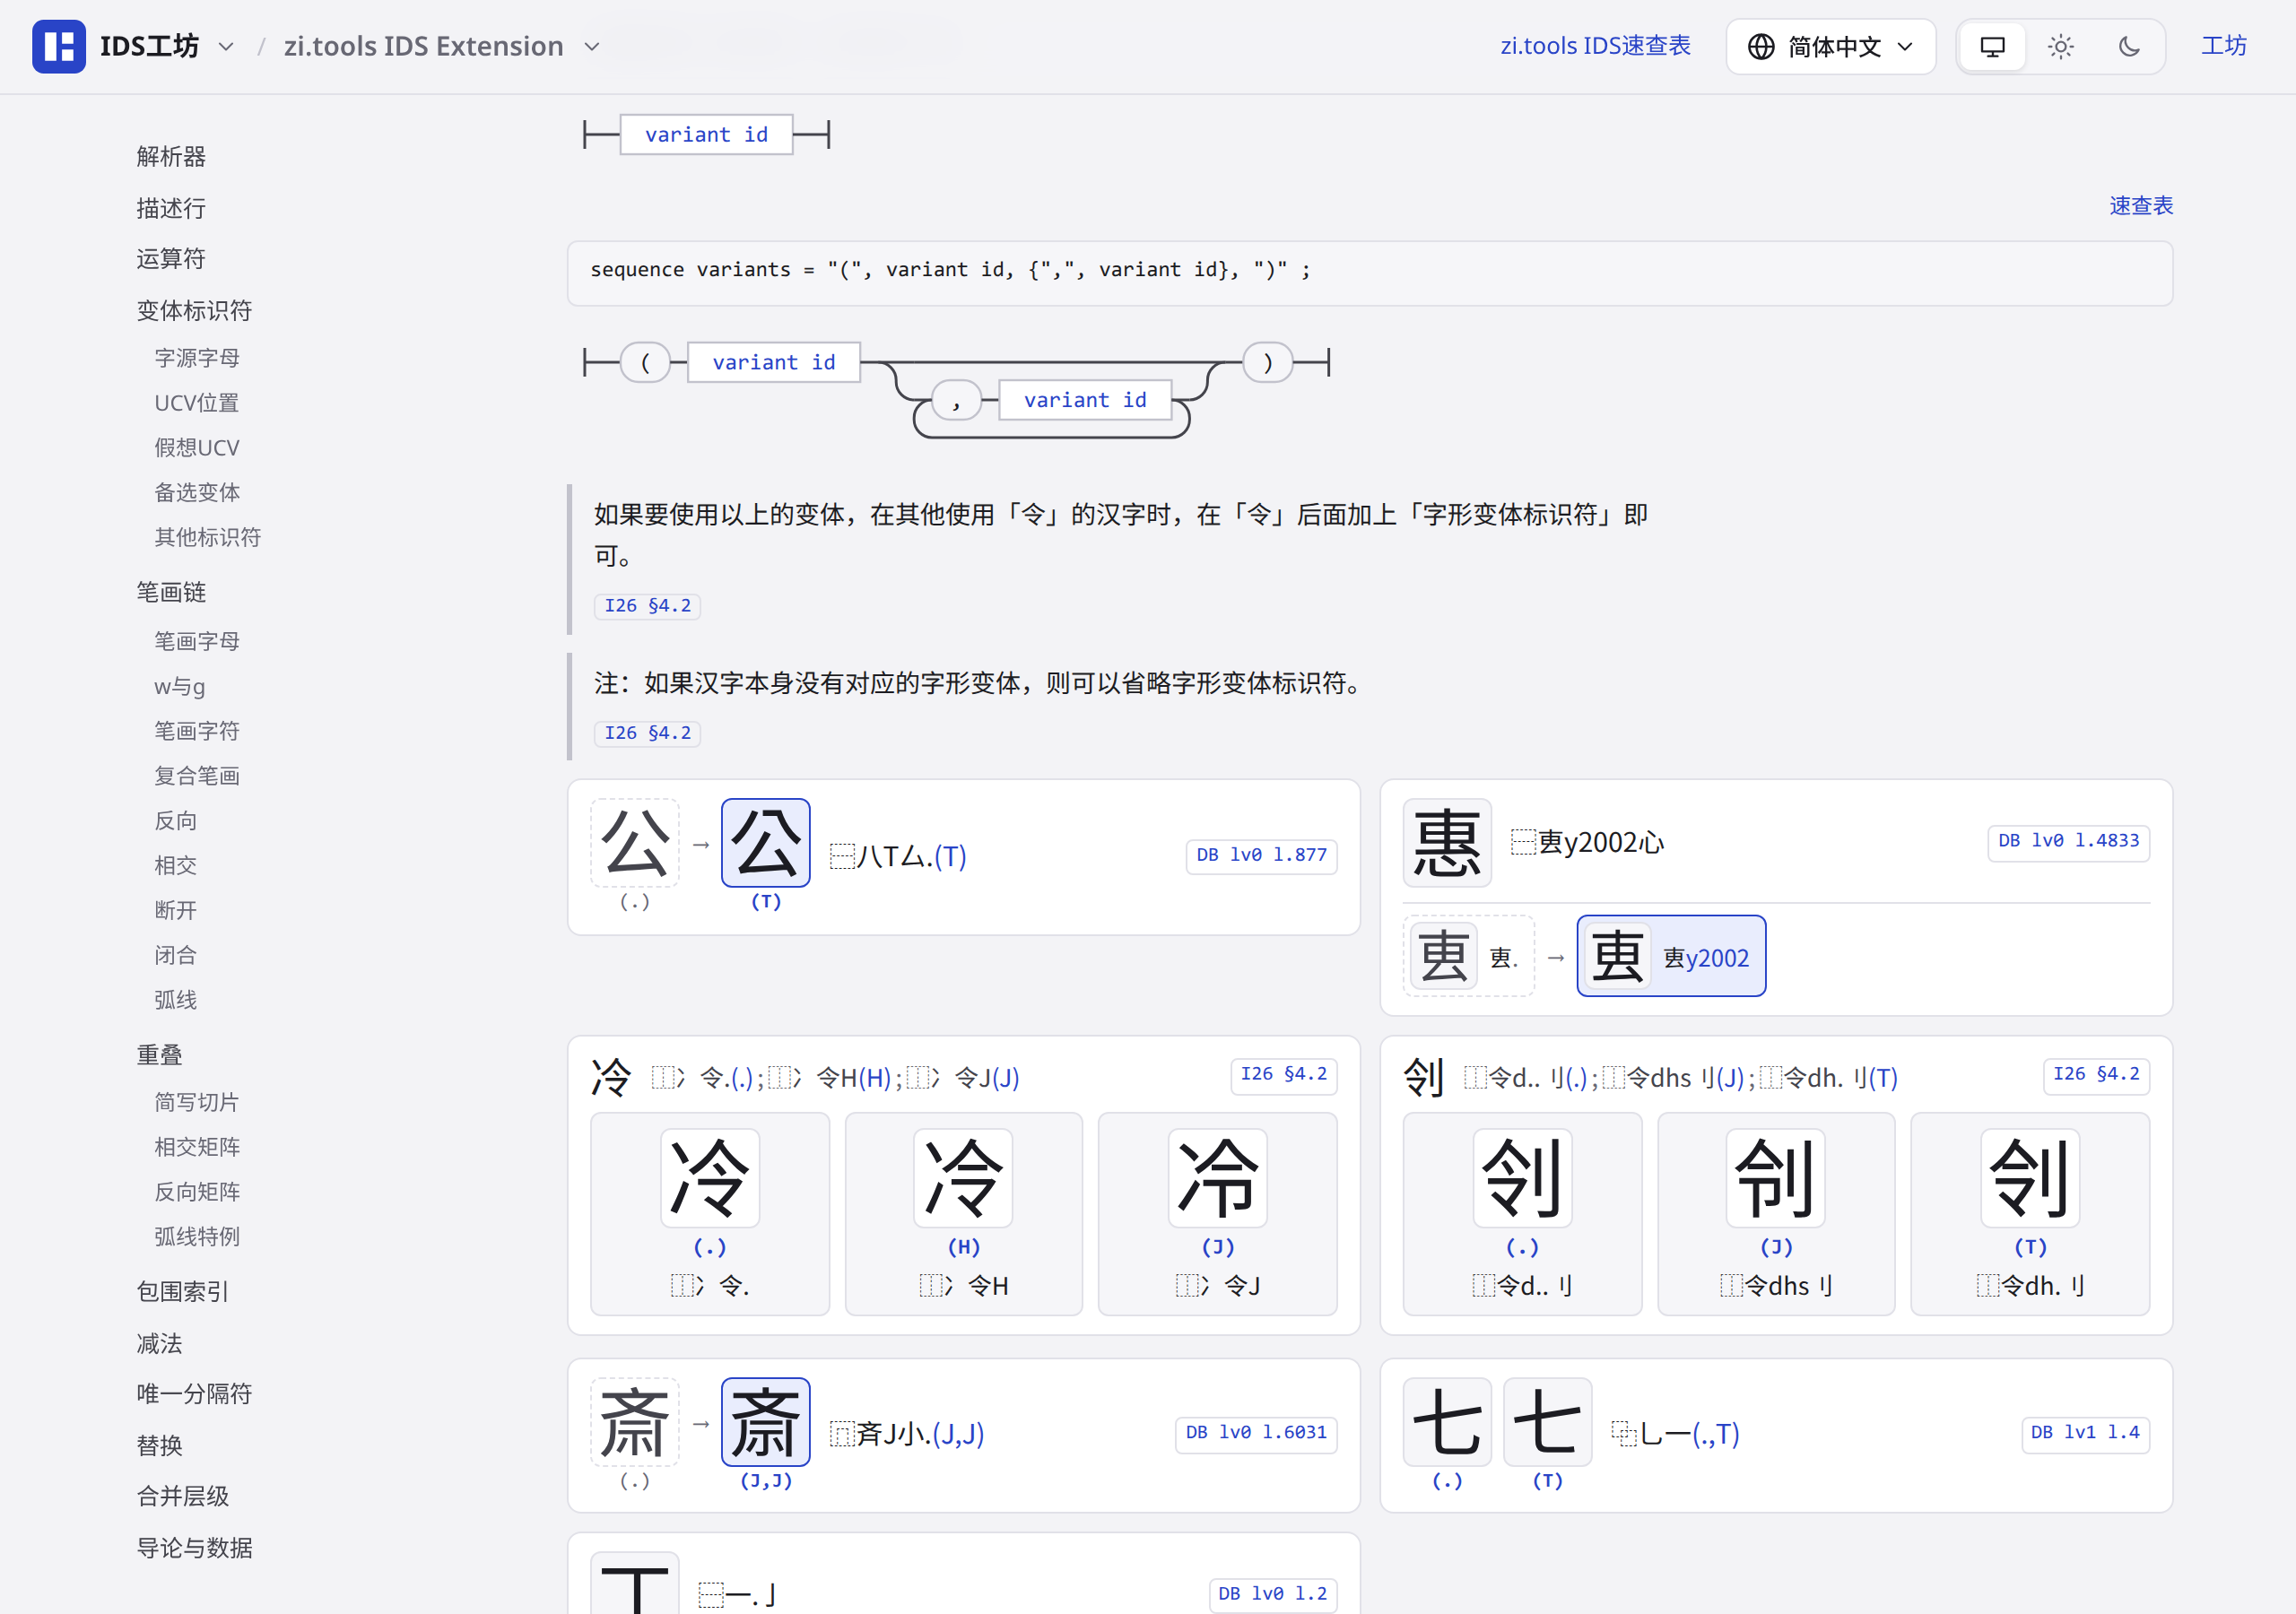 IDS工坊 / zi.tools IDS Extension
zi.tools IDS速查表 简体中文 工坊
解析器
描述行
运算符
变体标识符
字源字母
UCV位置
假想UCV
备选变体
其他标识符
笔画链
笔画字母
w与g
笔画字符
复合笔画
反向
相交
断开
闭合
弧线
重叠
简写切片
相交矩阵
反向矩阵
弧线特例
包围索引
减法
唯一分隔符
替换
合并层级
导论与数据
variant id
速查表
sequence variants = "(", variant id, {",", variant id}, ")" ;
( variant id )
, variant id
如果要使用以上的变体，在其他使用「令」的汉字时，在「令」后面加上「字形变体标识符」即
可。
I26 §4.2
注：如果汉字本身没有对应的字形变体，则可以省略字形变体标识符。
I26 §4.2
公 → 公 ⿱八Tム.(T) DB lv0 l.877
(.) (T)
惠 ⿱叀y2002心 DB lv0 l.4833
叀 叀. → 叀 叀y2002
冷 ⿰冫令.(.);⿰冫令H(H);⿰冫令J(J) I26 §4.2
冷 冷 冷
(.) (H) (J)
⿰冫令. ⿰冫令H ⿰冫令J
刢 ⿰令d..刂(.);⿰令dhs刂(J);⿰令dh.刂(T) I26 §4.2
刢 刢 刢
(.) (J) (T)
⿰令d..刂 ⿰令dhs刂 ⿰令dh.刂
斎 → 斎 ⿵斉J小.(J,J) DB lv0 l.6031
(.) (J,J)
七 七 ⿻乚一(.,T) DB lv1 l.4
(.) (T)
丁 ⿱一.亅 DB lv0 l.2